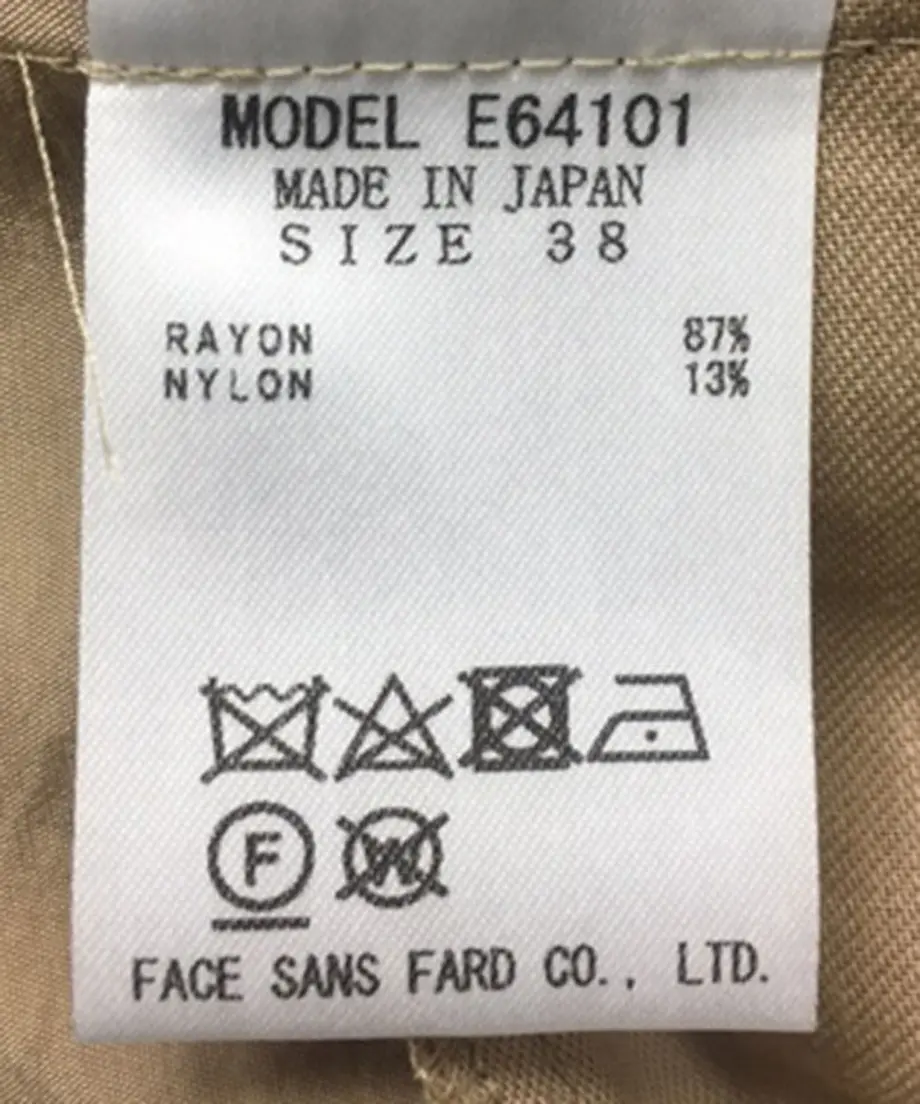 MODEL E64101
MADE IN JAPAN
SIZE 38
RAYON 87%
NYLON 13%
F W
FACE SANS FARD CO., LTD.